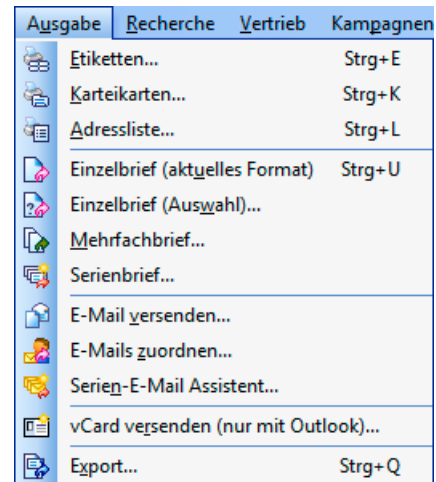 Ausgabe Recherche Vertrieb Kampagnen
Etiketten... Strg+E
Karteikarten... Strg+K
Adressliste... Strg+L
Einzelbrief (aktuelles Format) Strg+U
Einzelbrief (Auswahl)...
Mehrfachbrief...
Serienbrief...
E-Mail versenden...
E-Mails zuordnen...
Serien-E-Mail Assistent...
vCard versenden (nur mit Outlook)...
Export... Strg+Q